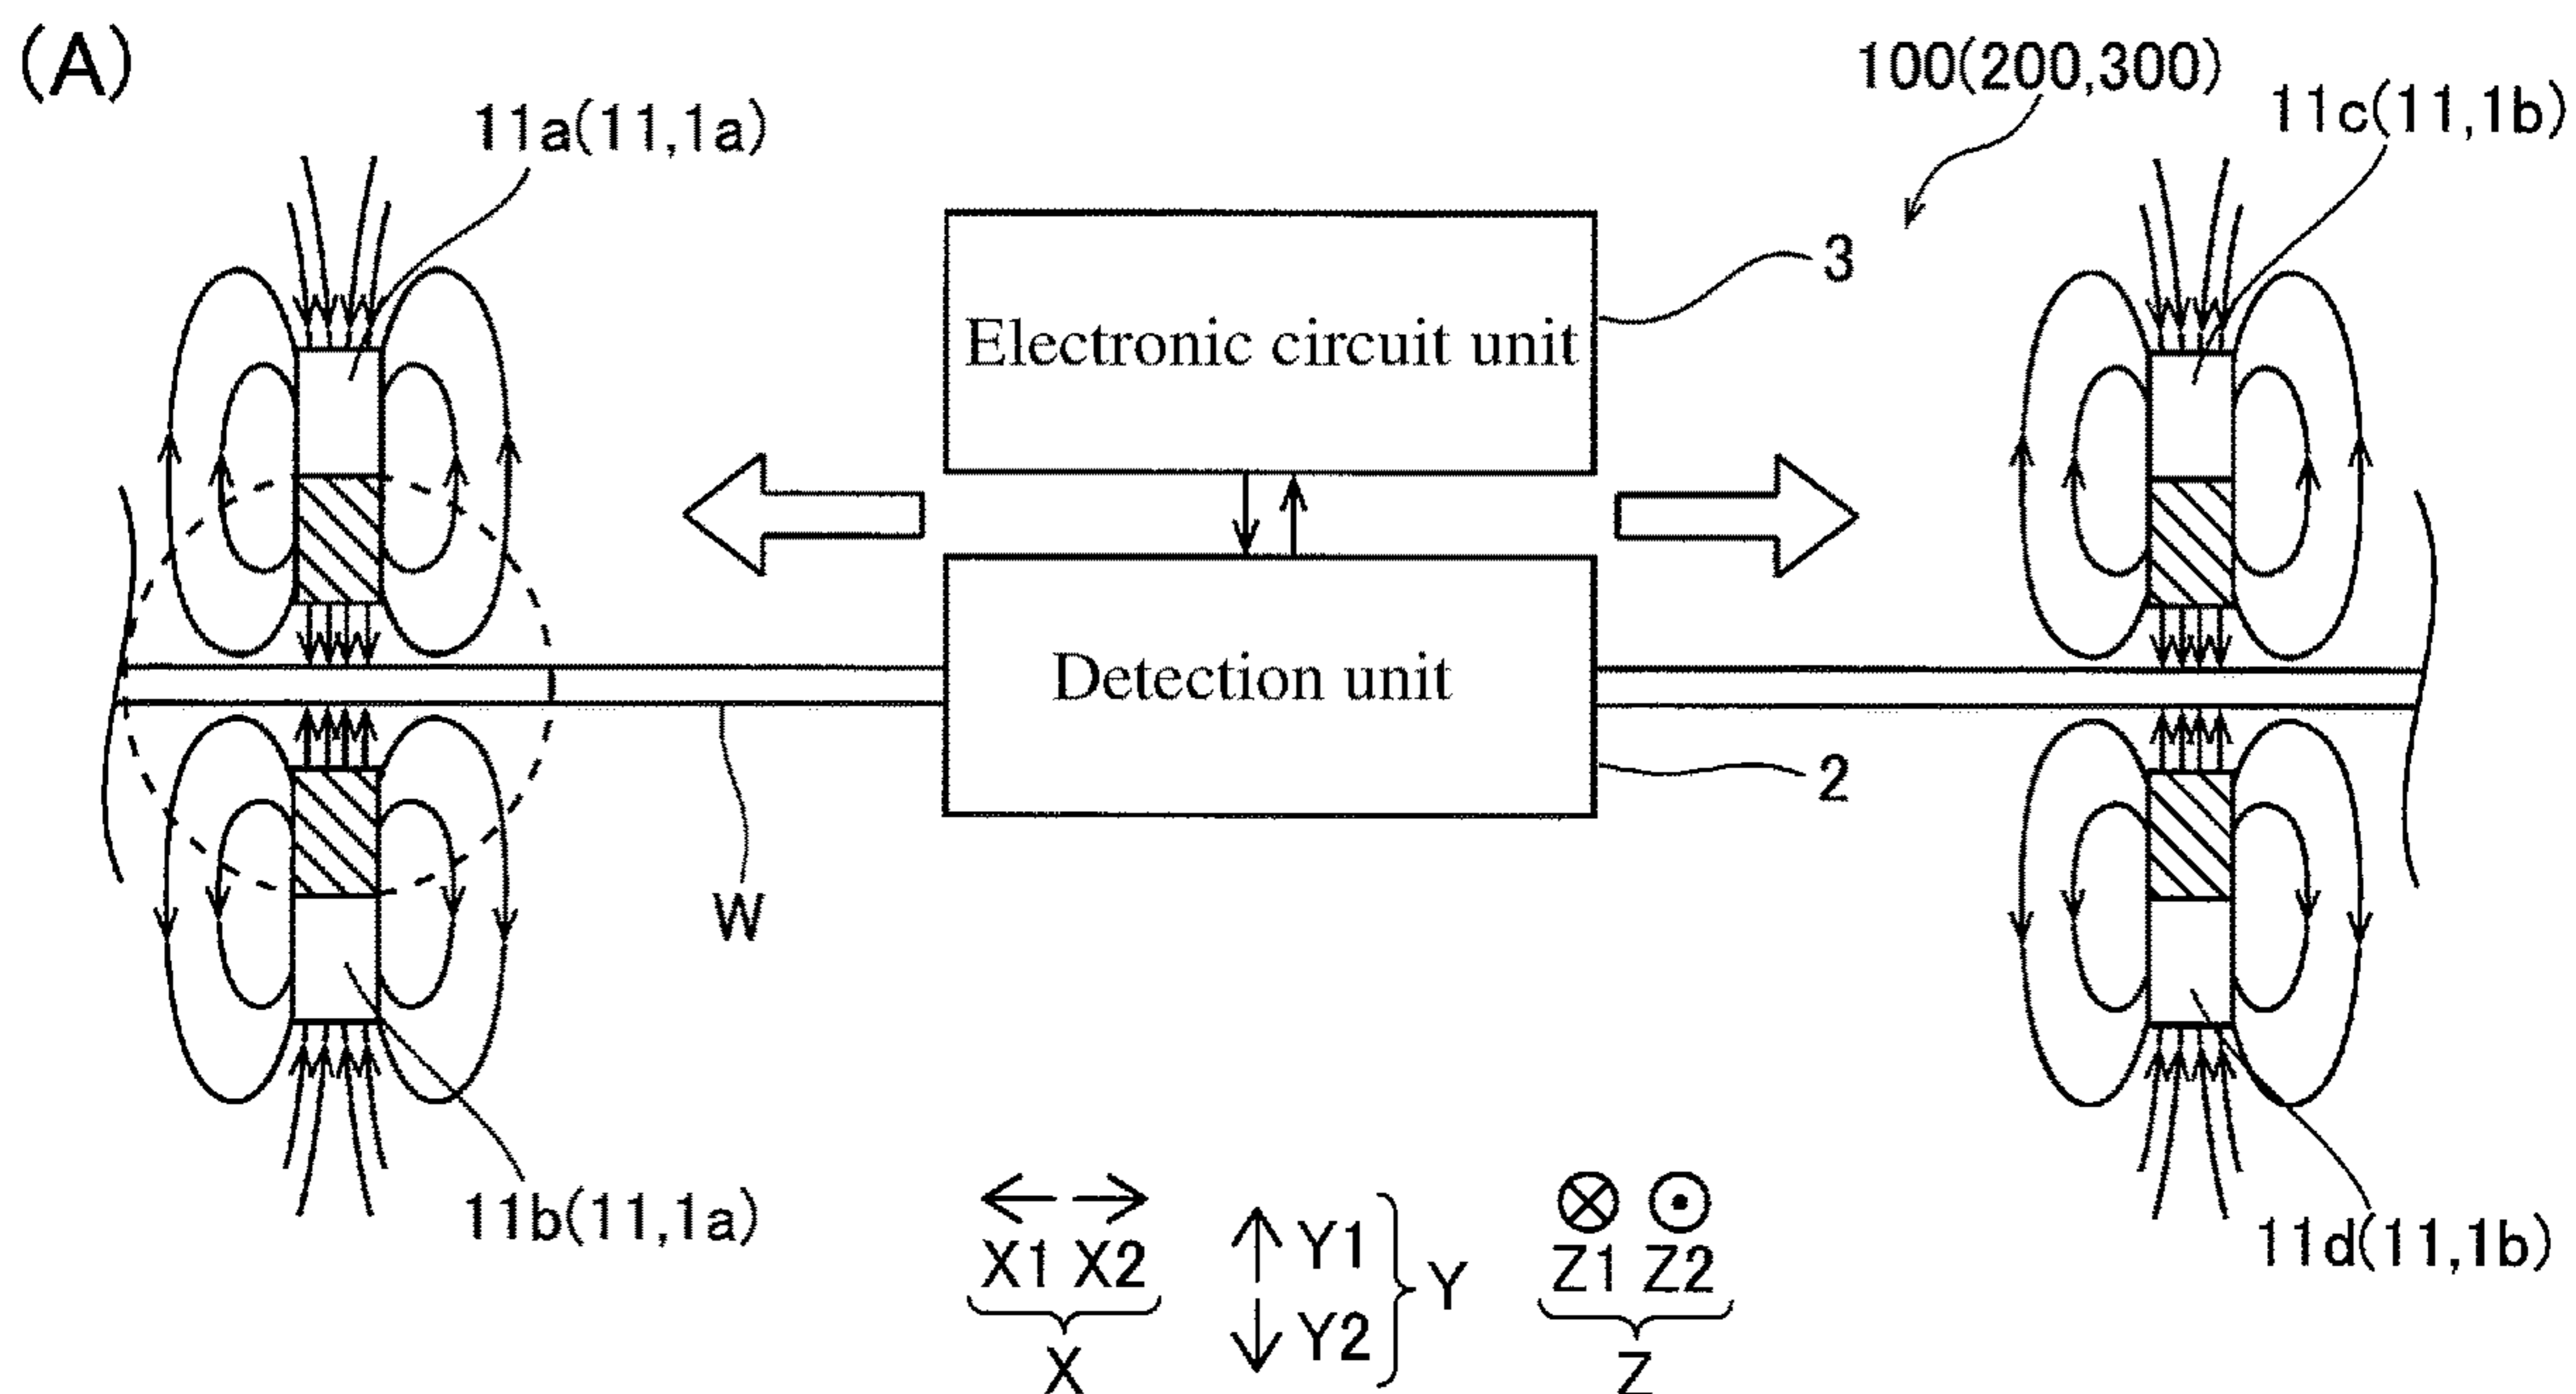 (A)
100(200,300)
11a(11,1a)
11c(11,1b)
3
Electronic circuit unit
Detection unit
2
W
11b(11,1a)
11d(11,1b)
X1 X2
X
Y1
Y2
Y
Z1 Z2
Z